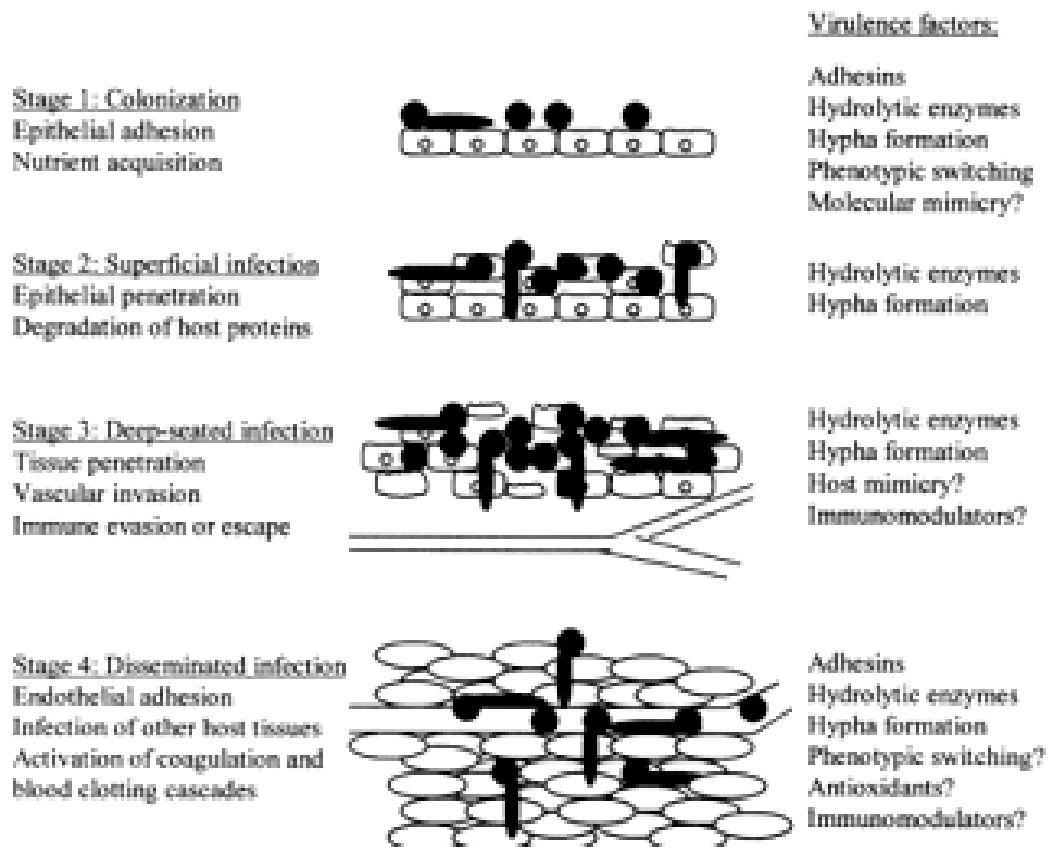 Virulence factors:
Stage 1: Colonization
Epithelial adhesion
Nutrient acquisition
Adhesins
Hydrolytic enzymes
Hypha formation
Phenotypic switching
Molecular mimicry?
Stage 2: Superficial infection
Epithelial penetration
Degradation of host proteins
Hydrolytic enzymes
Hypha formation
Stage 3: Deep-seated infection
Tissue penetration
Vascular invasion
Immune evasion or escape
Hydrolytic enzymes
Hypha formation
Host mimicry?
Immunomodulators?
Stage 4: Disseminated infection
Endothelial adhesion
Infection of other host tissues
Activation of coagulation and
blood clotting cascades
Adhesins
Hydrolytic enzymes
Hypha formation
Phenotypic switching?
Antioxidants?
Immunomodulators?